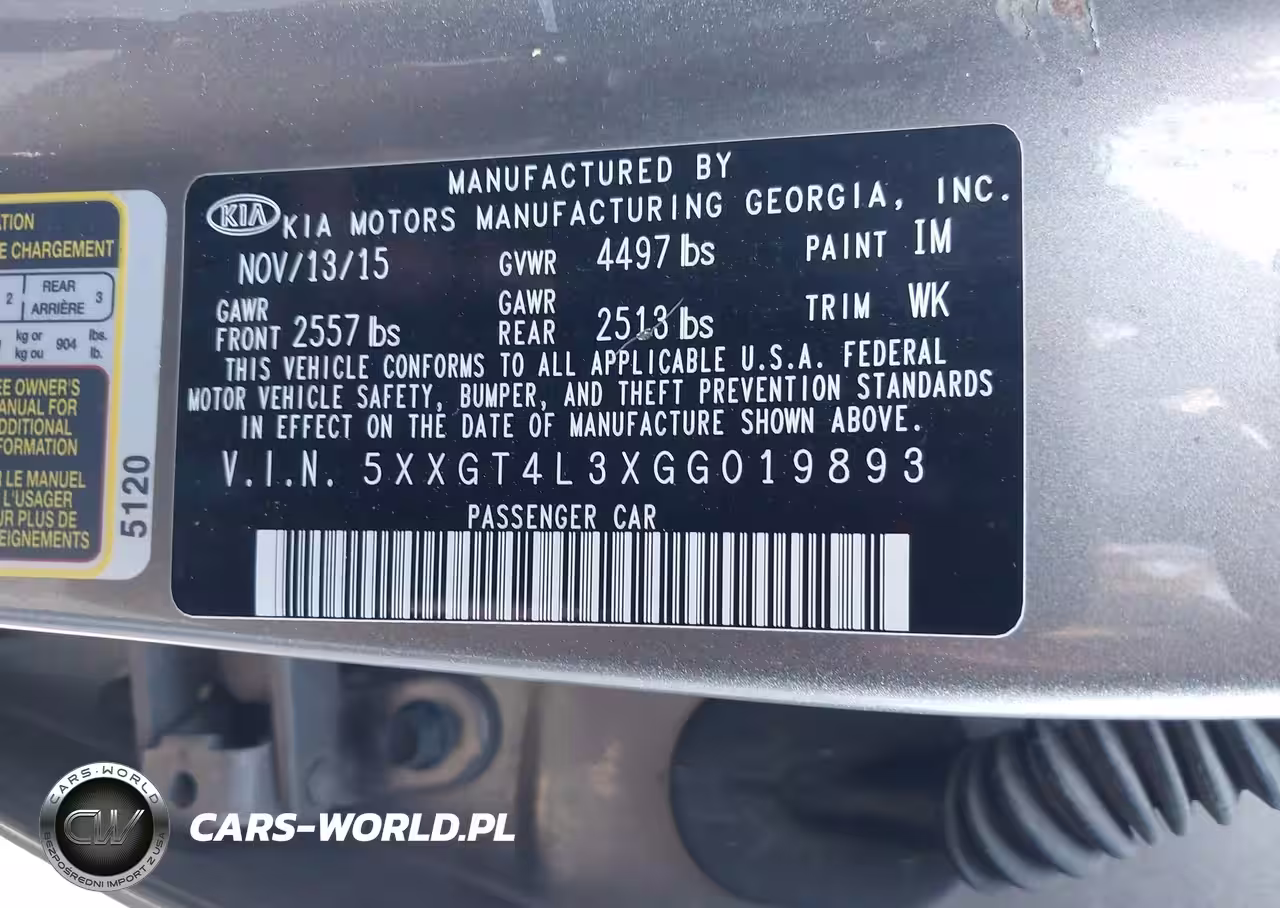 MANUFACTURED BY
KIA KIA MOTORS MANUFACTURING GEORGIA, INC.
NOV/13/15 GVWR 4497 lbs PAINT IM
GAWR FRONT 2557 lbs GAWR REAR 2513 lbs TRIM WK
THIS VEHICLE CONFORMS TO ALL APPLICABLE U.S.A. FEDERAL
MOTOR VEHICLE SAFETY, BUMPER, AND THEFT PREVENTION STANDARDS
IN EFFECT ON THE DATE OF MANUFACTURE SHOWN ABOVE.
V.I.N. 5XXGT4L3XGG019893
PASSENGER CAR
CHARGEMENT
2 REAR ARRIÈRE 3
kg or kg ou 904 lbs. lb.
OWNER'S
FOR
LE MANUEL
L'USAGER
PLUS DE
5120
CARS-WORLD
CW
BEZPOŚREDNI IMPORT Z USA
CARS-WORLD.PL